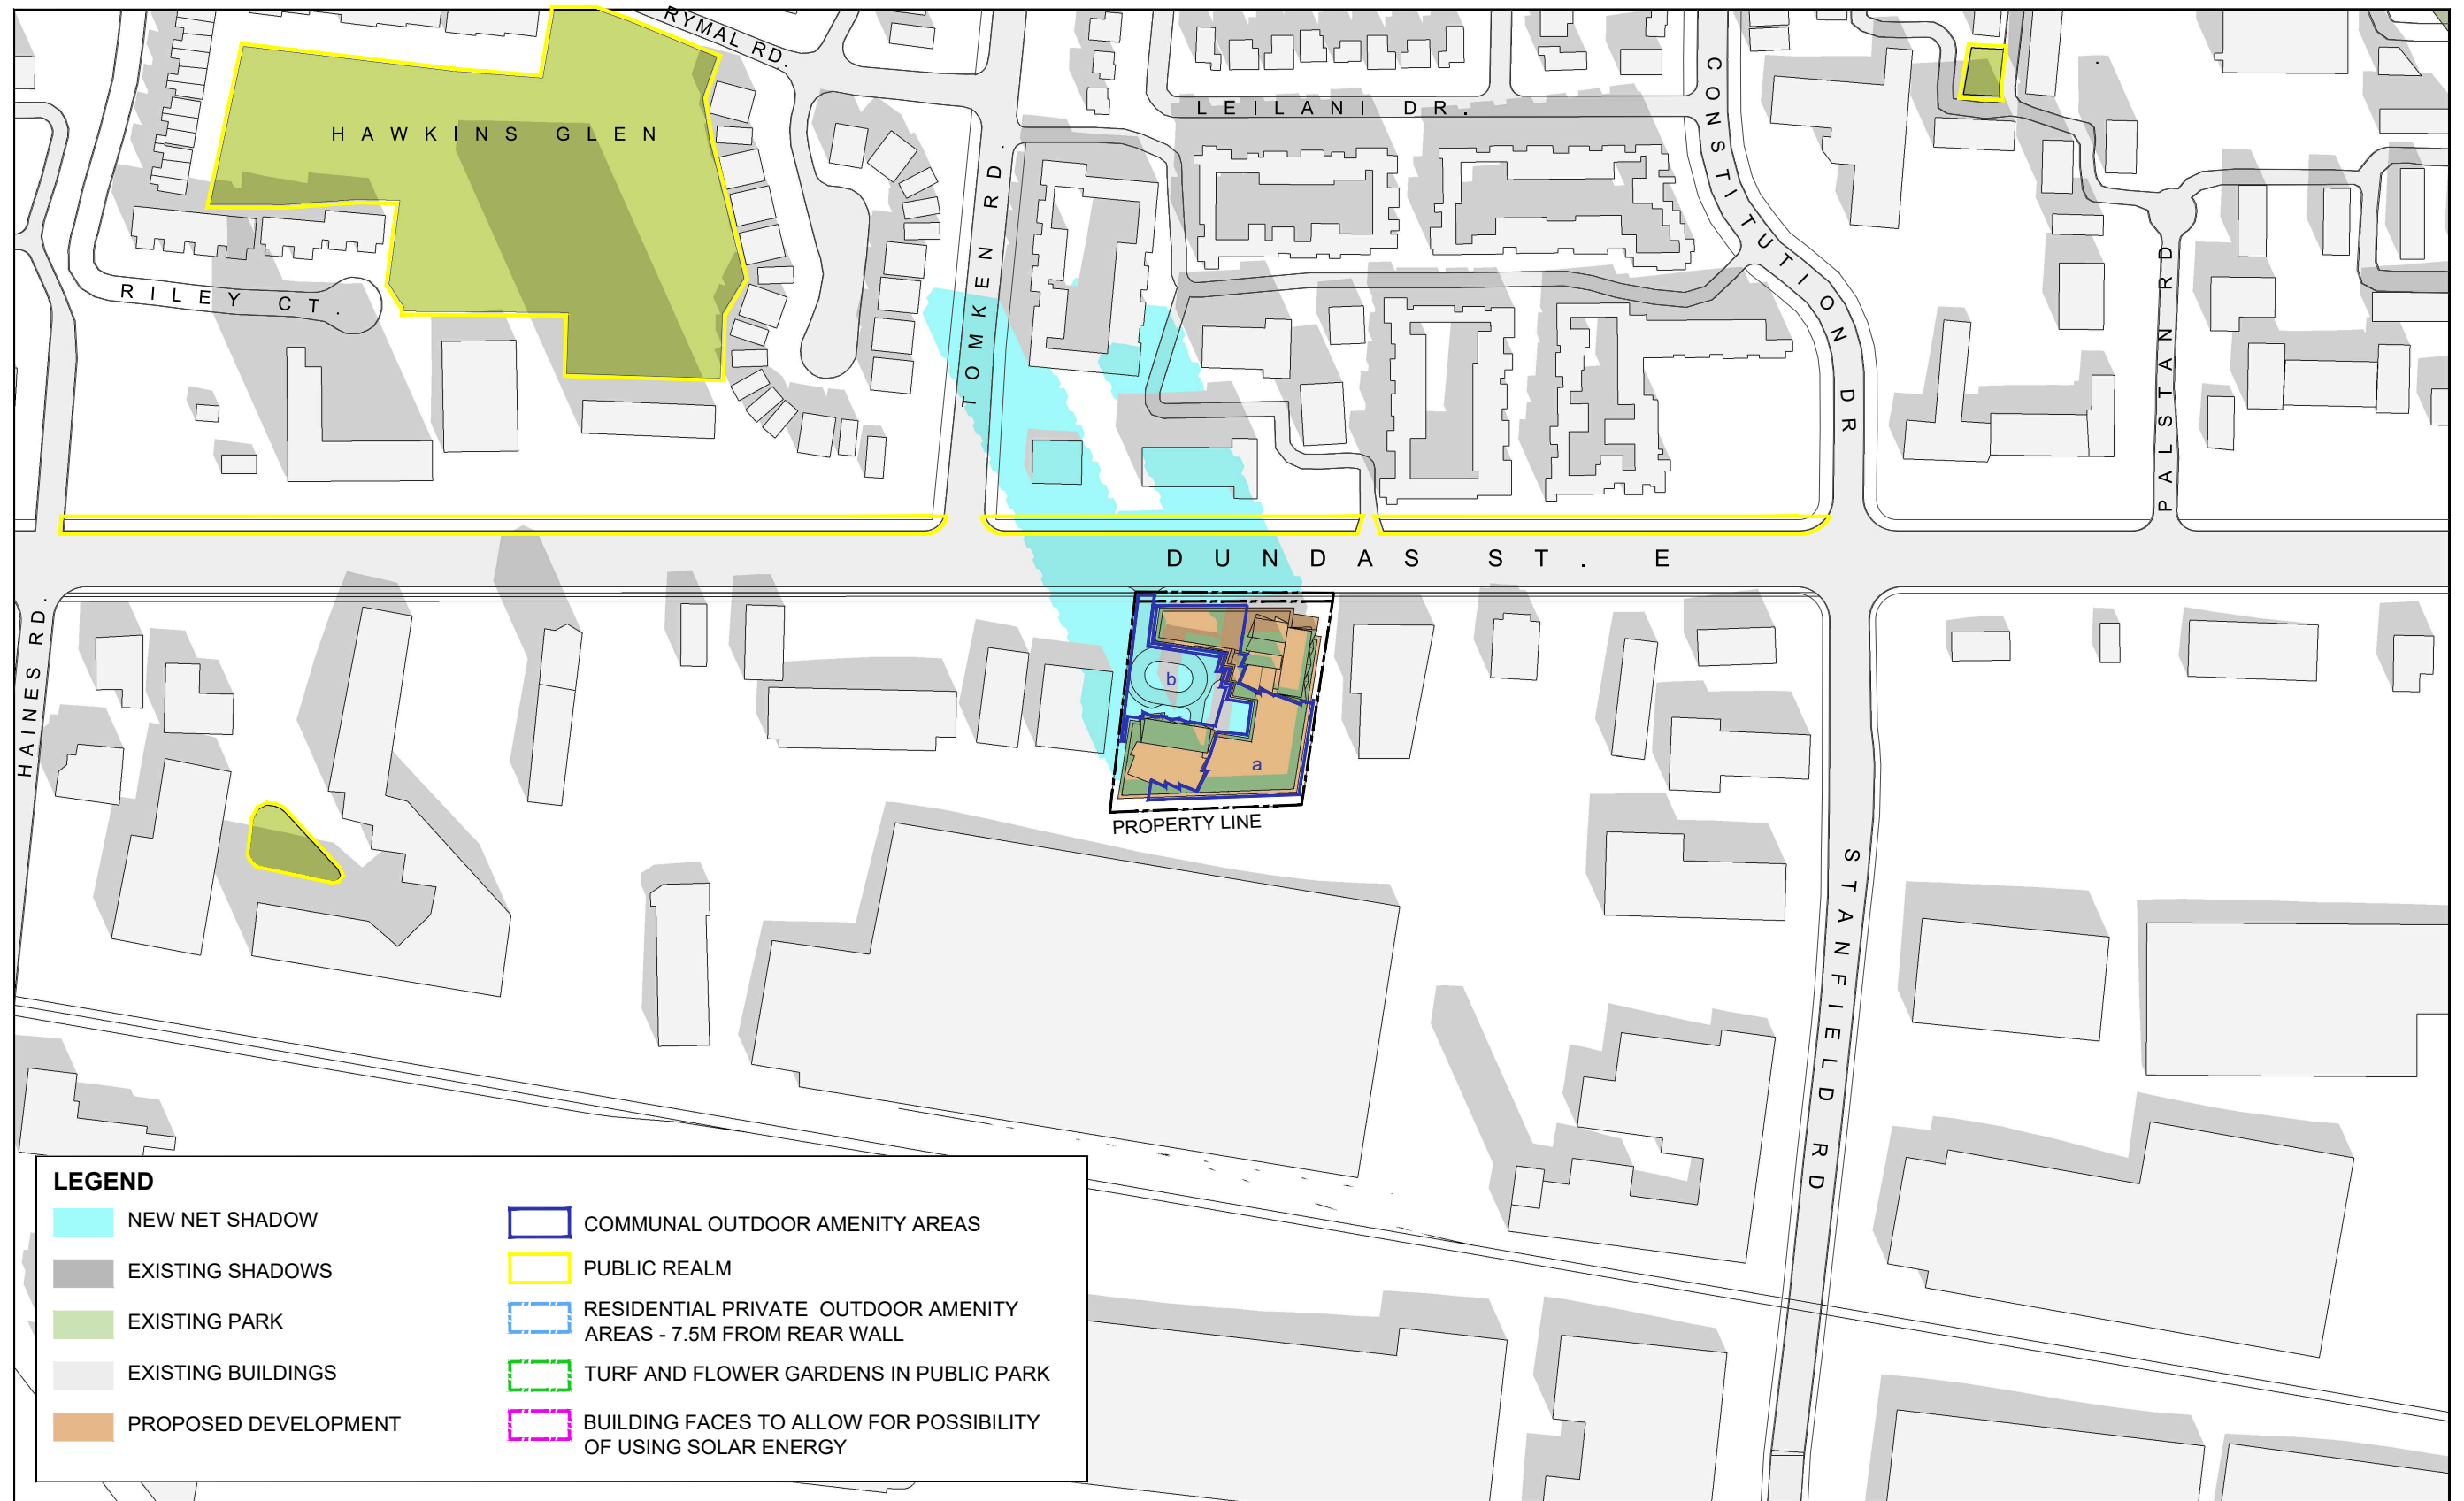 RYMAL RD.
HAWKINS GLEN
LEILANI DR.
CONSTITUTION DR
TOMKEN RD.
RILEY CT.
PALSTAN RD
DUNDAS ST. E
HAINES RD.
b
a
PROPERTY LINE
STANFIELD RD
LEGEND
NEW NET SHADOW
EXISTING SHADOWS
EXISTING PARK
EXISTING BUILDINGS
PROPOSED DEVELOPMENT
COMMUNAL OUTDOOR AMENITY AREAS
PUBLIC REALM
RESIDENTIAL PRIVATE OUTDOOR AMENITY
AREAS - 7.5M FROM REAR WALL
TURF AND FLOWER GARDENS IN PUBLIC PARK
BUILDING FACES TO ALLOW FOR POSSIBILITY
OF USING SOLAR ENERGY